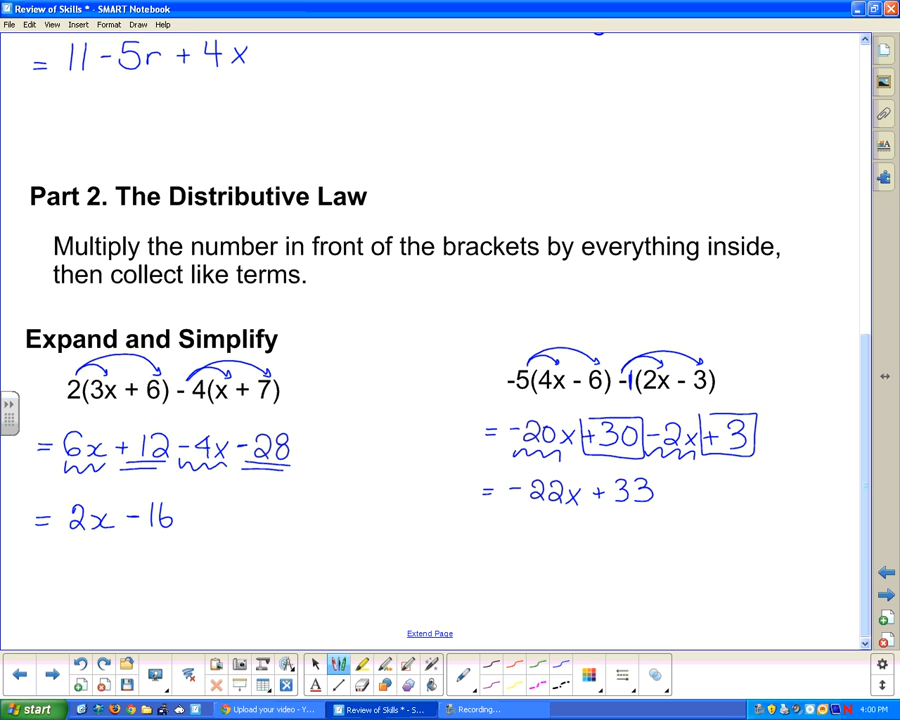 Review of Skills * - SMART Notebook
File Edit View Insert Format Draw Help
= 11 - 5r + 4x
Part 2. The Distributive Law
Multiply the number in front of the brackets by everything inside,
then collect like terms.
Expand and Simplify
2(3x + 6) - 4(x + 7)
= 6x + 12 - 4x - 28
= 2x - 16
-5(4x - 6) -1(2x - 3)
= -20x + 30 - 2x + 3
= -22x + 33
Extend Page
start Upload your video - Y... Review of Skills * - S... Recording... 4:00 PM